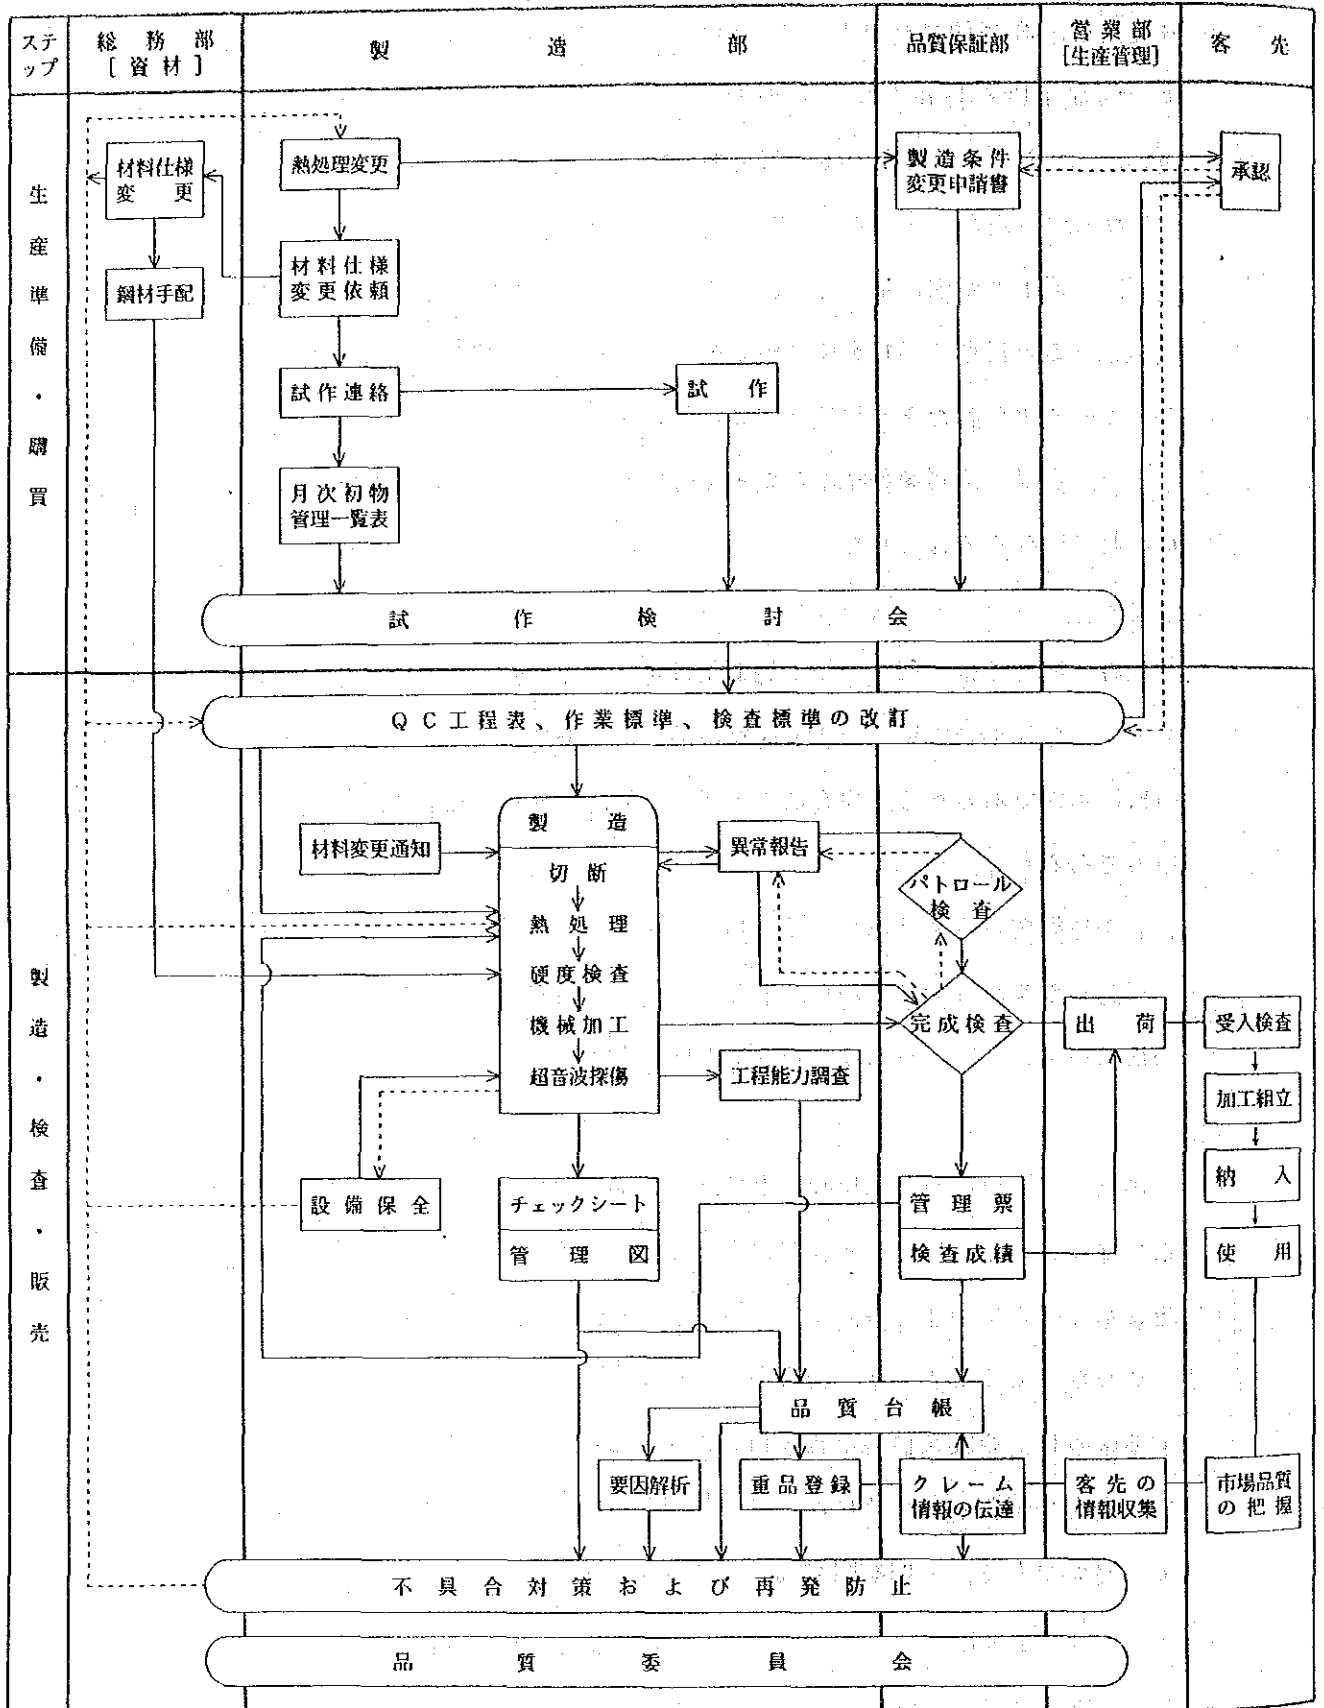 ステップ
総務部
[資材]
製造部
品質保証部
営業部
[生産管理]
客先
生産準備・購買
材料仕様
変更
熱処理変更
製造条件
変更申請書
承認
鋼材手配
材料仕様
変更依頼
試作連絡
試作
月次初物
管理一覧表
試作検討会
製造・検査・販売
QC工程表、作業標準、検査標準の改訂
材料変更通知
製造
切断
熱処理
硬度検査
機械加工
超音波探傷
異常報告
パトロール
検査
完成検査
出荷
受入検査
工程能力調査
加工組立
設備保全
チェックシート
管理図
管理票
検査成績
納入
使用
品質台帳
要因解析
重品登録
クレーム
情報の伝達
客先の
情報収集
市場品質
の把握
不具合対策および再発防止
品質委員会